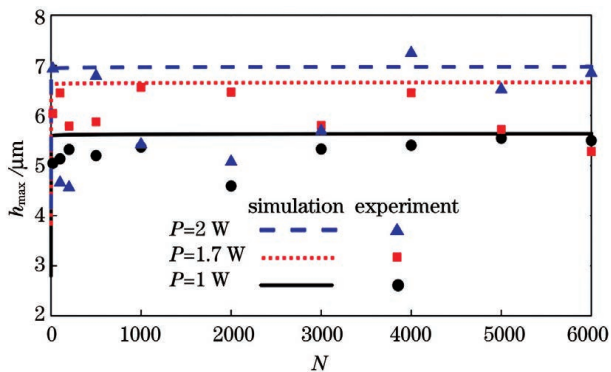 8
7
6
5
4
3
2
h_max /μm
simulation experiment
P=2 W
P=1.7 W
P=1 W
0 1000 2000 3000 4000 5000 6000
N